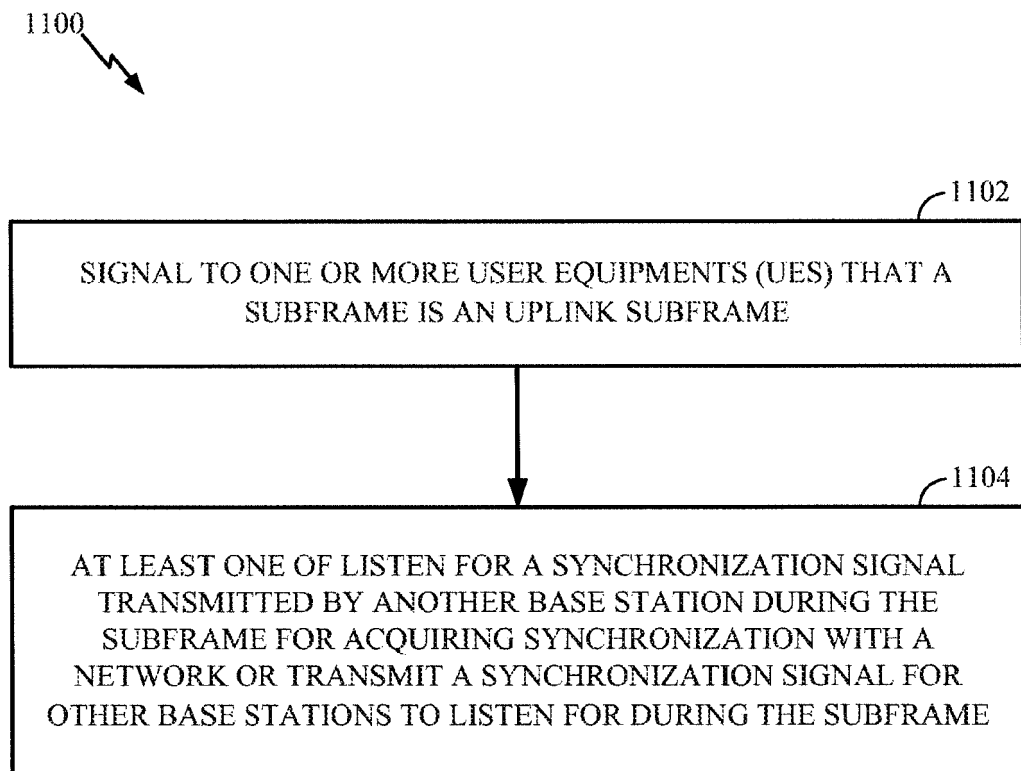 1100
1102
SIGNAL TO ONE OR MORE USER EQUIPMENTS (UES) THAT A
SUBFRAME IS AN UPLINK SUBFRAME
1104
AT LEAST ONE OF LISTEN FOR A SYNCHRONIZATION SIGNAL
TRANSMITTED BY ANOTHER BASE STATION DURING THE
SUBFRAME FOR ACQUIRING SYNCHRONIZATION WITH A
NETWORK OR TRANSMIT A SYNCHRONIZATION SIGNAL FOR
OTHER BASE STATIONS TO LISTEN FOR DURING THE SUBFRAME